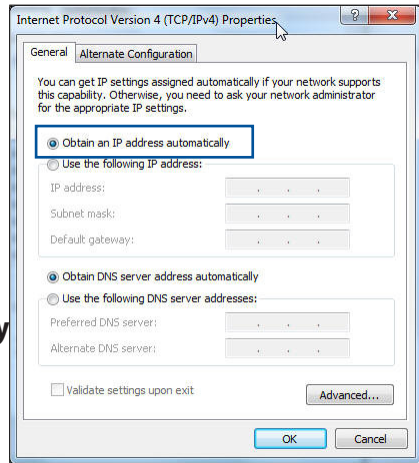 Internet Protocol Version 4 (TCP/IPv4) Properties
General
Alternate Configuration
You can get IP settings assigned automatically if your network supports
this capability. Otherwise, you need to ask your network administrator
for the appropriate IP settings.
Obtain an IP address automatically
Use the following IP address:
IP address:
Subnet mask:
Default gateway:
Obtain DNS server address automatically
Use the following DNS server addresses:
y
Preferred DNS server:
Alternate DNS server:
Validate settings upon exit
Advanced...
OK
Cancel